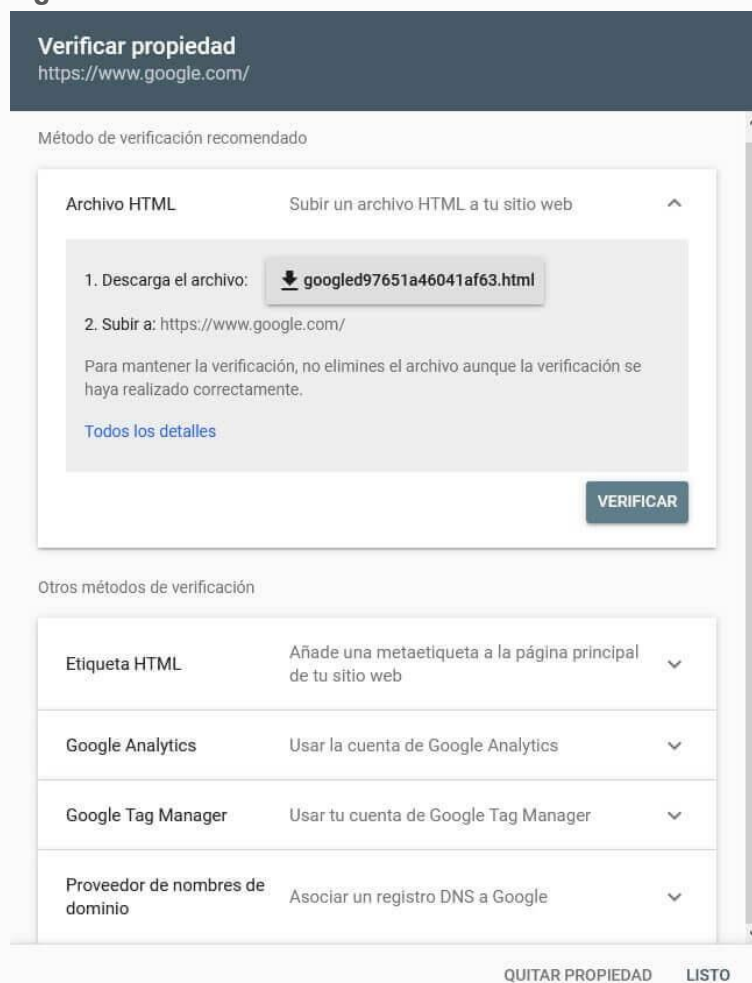 Verificar propiedad
https://www.google.com/
Método de verificación recomendado
Archivo HTML
Subir un archivo HTML a tu sitio web
1. Descarga el archivo:
googled97651a46041af63.html
2. Subir a: https://www.google.com/
Para mantener la verificación, no elimines el archivo aunque la verificación se
haya realizado correctamente.
Todos los detalles
VERIFICAR
Otros métodos de verificación
Etiqueta HTML
Añade una metaetiqueta a la página principal
de tu sitio web
Google Analytics
Usar la cuenta de Google Analytics
Google Tag Manager
Usar tu cuenta de Google Tag Manager
Proveedor de nombres de
dominio
Asociar un registro DNS a Google
QUITAR PROPIEDAD
LISTO